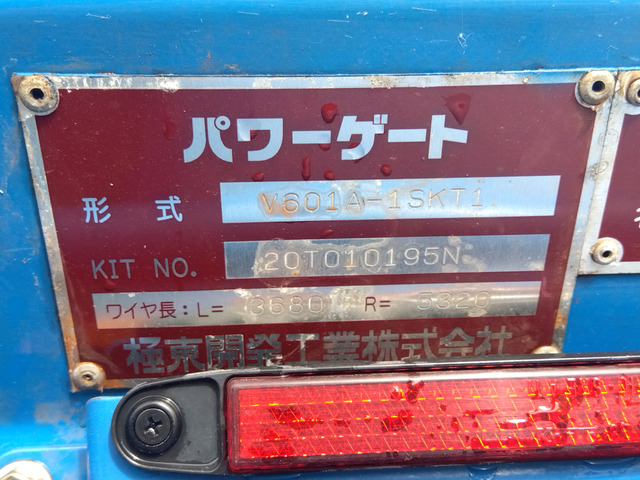 パワーゲート
形式 V601A-1SKT1
KIT NO. 20T010195N
ワイヤ長：L= 3680 R= 5320
極東開発工業株式会社